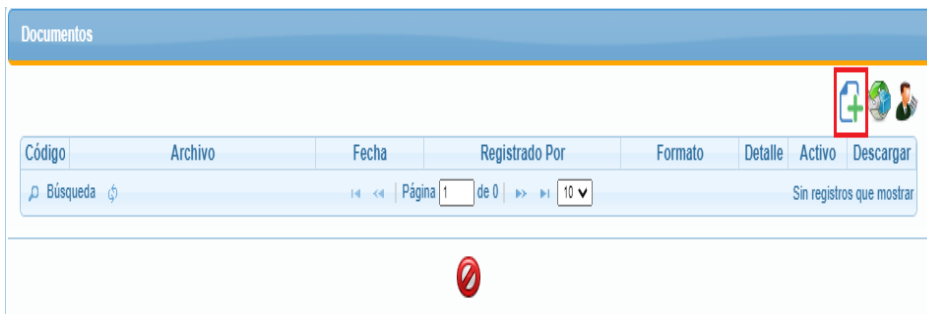 Documentos
Código Archivo Fecha Registrado Por Formato Detalle Activo Descargar
Búsqueda Página 1 de 0 10 Sin registros que mostrar